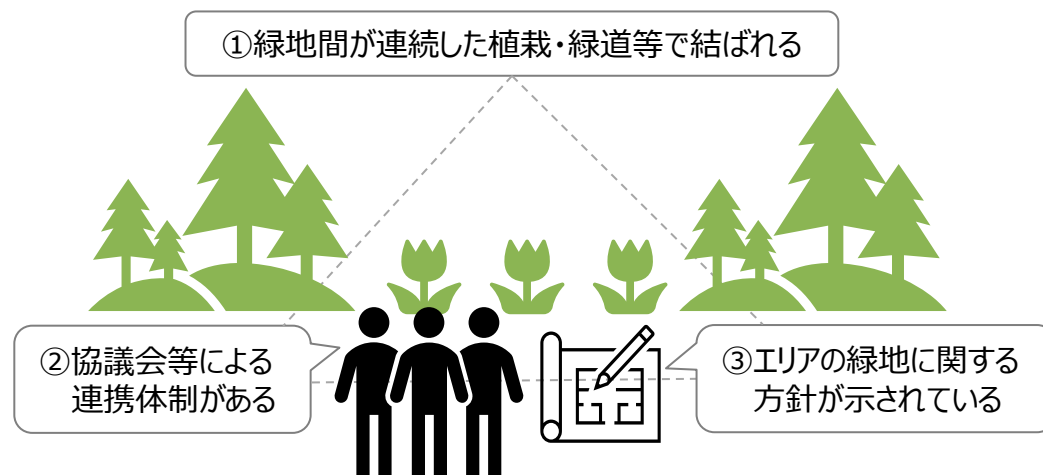 ①緑地間が連続した植栽・緑道等で結ばれる
②協議会等による
連携体制がある
③エリアの緑地に関する
方針が示されている